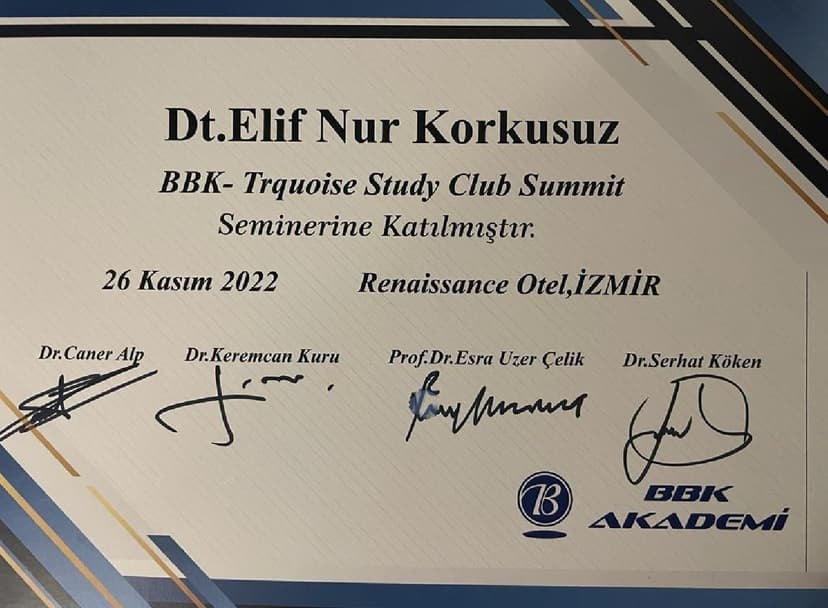 Dt.Elif Nur Korkusuz
BBK- Trquoise Study Club Summit
Seminerine Katılmıştır.
26 Kasım 2022 Renaissance Otel,İZMİR
Dr.Caner Alp Dr.Keremcan Kuru Prof.Dr.Esra Uzer Çelik Dr.Serhat Köken
B BBK
AKADEMİ